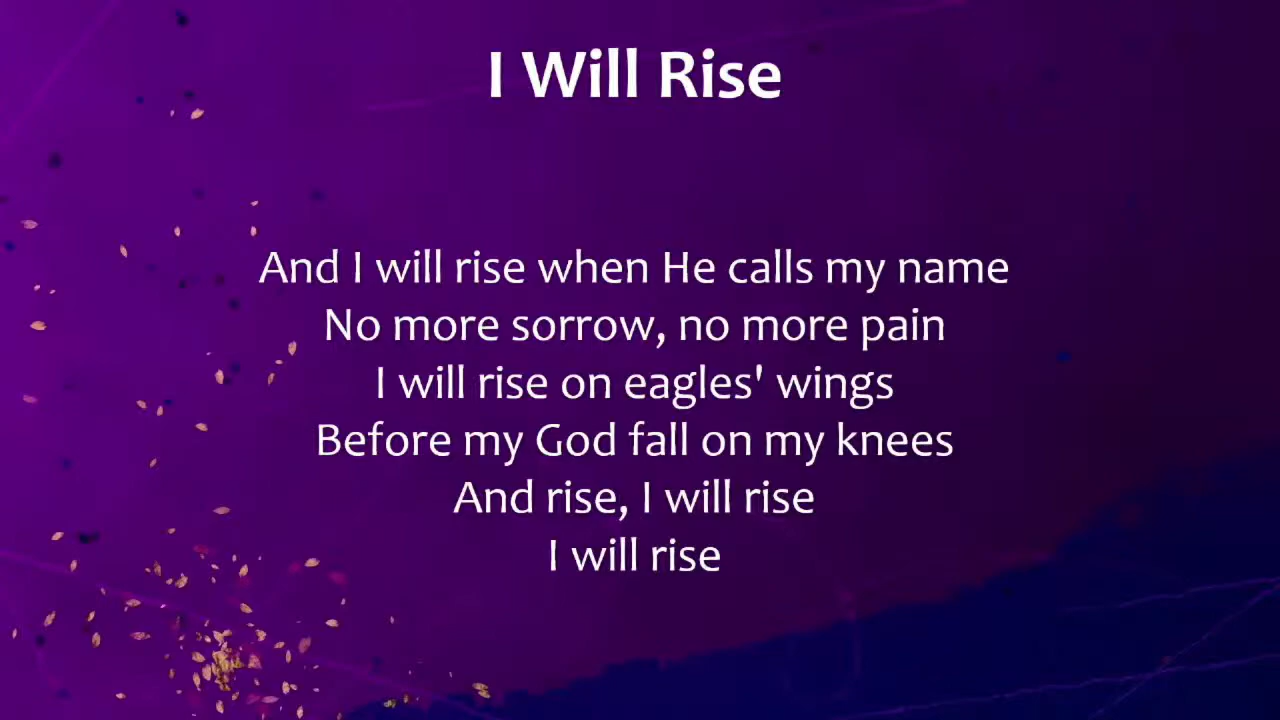 I Will Rise
And I will rise when He calls my name
No more sorrow, no more pain
I will rise on eagles' wings
Before my God fall on my knees
And rise, I will rise
I will rise